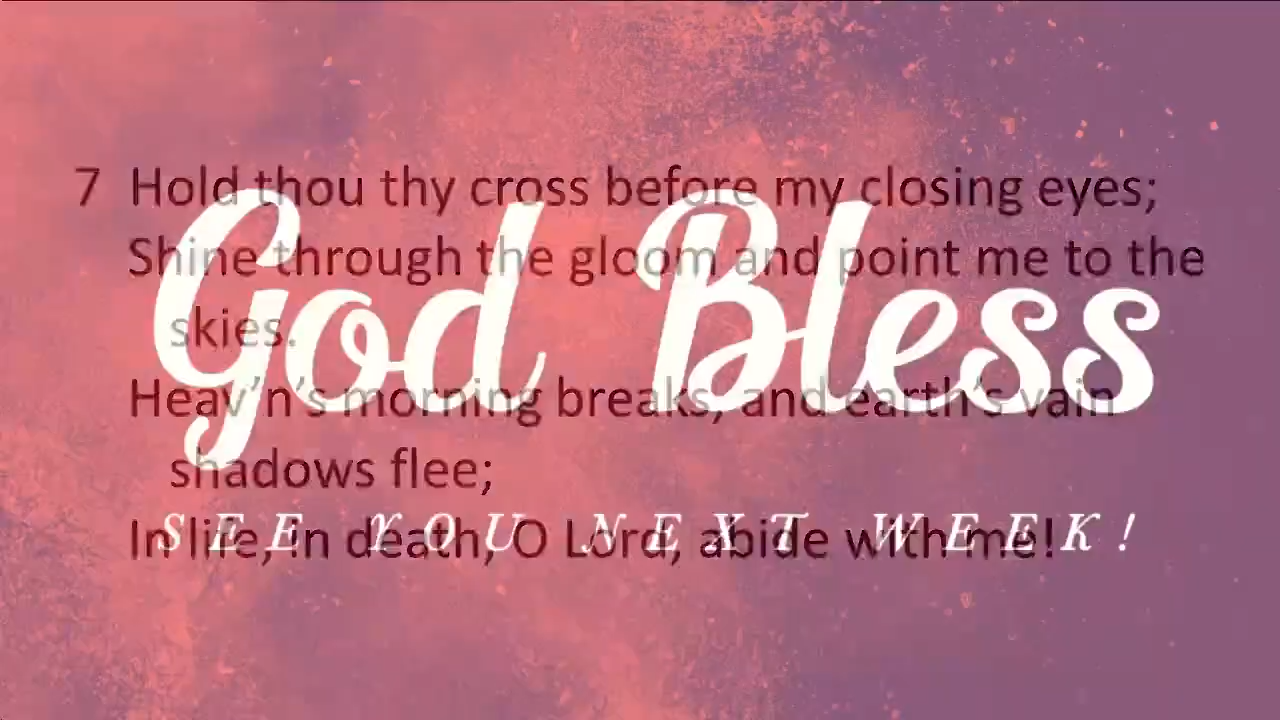 7 Hold thou thy cross before my closing eyes;
Shine through the gloom and point me to the
skies.
Heav'n's morning breaks, and earth's vain
shadows flee;
In life, in death, O Lord, abide with me!
God Bless
SEE YOU NEXT WEEK!